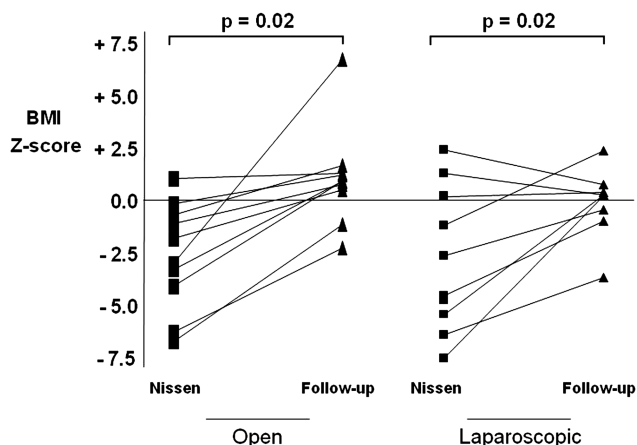 p = 0.02 p = 0.02
+ 7.5
+ 5.0
BMI
Z-score
+ 2.5
0.0
- 2.5
- 5.0
- 7.5
Nissen Follow-up Nissen Follow-up
Open Laparoscopic